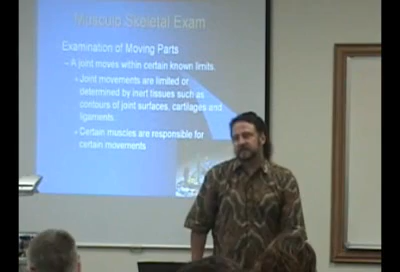 Musculo Skeletal Exam
Examination of Moving Parts
– A joint moves within certain known limits.
Joint movements are limited or
determined by inert tissues such as
contours of joint surfaces, cartilages and
ligaments.
Certain muscles are responsible for
certain movements